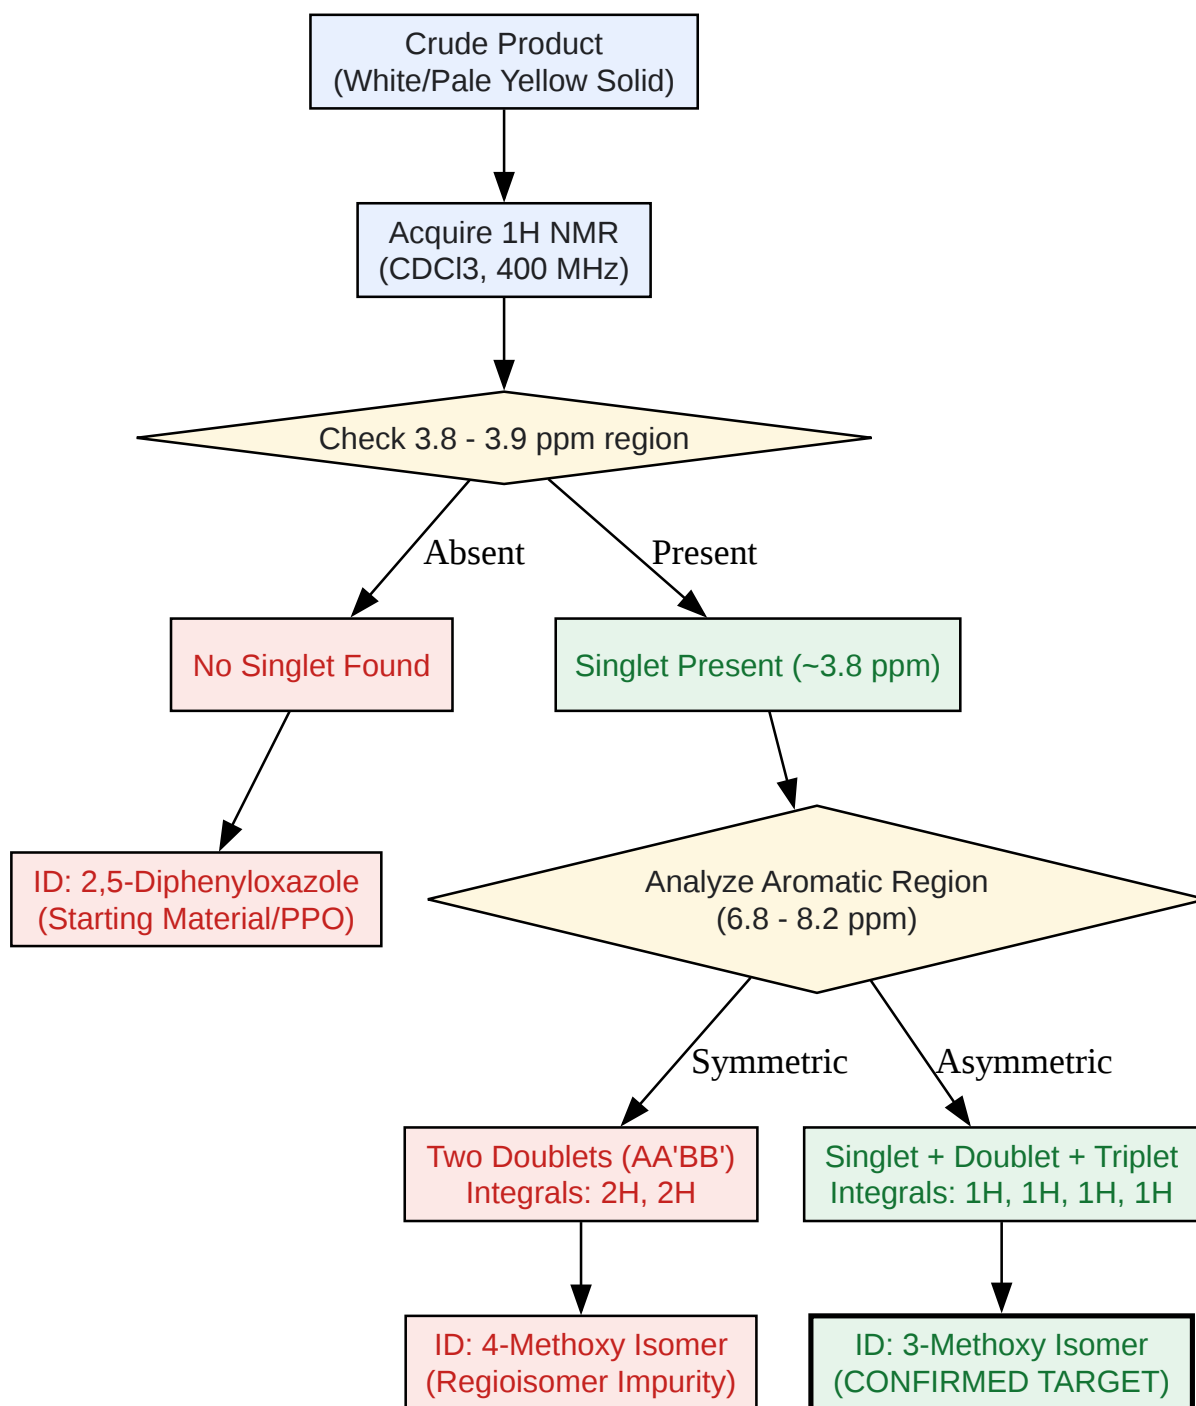 Crude Product
(White/Pale Yellow Solid)
Acquire 1H NMR
(CDCl3, 400 MHz)
Check 3.8 - 3.9 ppm region
Absent
Present
No Singlet Found
Singlet Present (~3.8 ppm)
ID: 2,5-Diphenyloxazole
(Starting Material/PPO)
Analyze Aromatic Region
(6.8 - 8.2 ppm)
Symmetric
Asymmetric
Two Doublets (AA'BB')
Integrals: 2H, 2H
Singlet + Doublet + Triplet
Integrals: 1H, 1H, 1H, 1H
ID: 4-Methoxy Isomer
(Regioisomer Impurity)
ID: 3-Methoxy Isomer
(CONFIRMED TARGET)